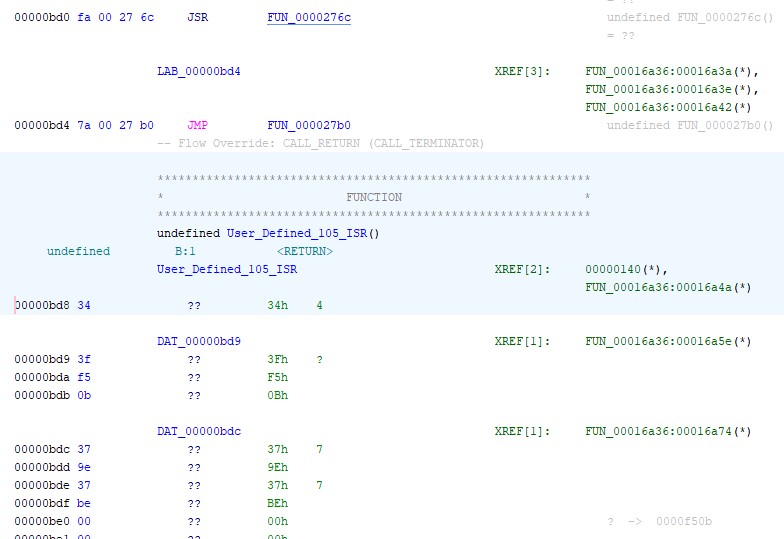 = ??
00000bd0 fa 00 27 6c JSR FUN_0000276c undefined FUN_0000276c()
= ??
LAB_00000bd4 XREF[3]: FUN_00016a36:00016a3a(*),
FUN_00016a36:00016a3e(*),
FUN_00016a36:00016a42(*)
00000bd4 7a 00 27 b0 JMP FUN_000027b0 undefined FUN_000027b0()
-- Flow Override: CALL_RETURN (CALL_TERMINATOR)
**************************************************************
* FUNCTION *
**************************************************************
undefined User_Defined_105_ISR()
undefined B:1 <RETURN>
User_Defined_105_ISR XREF[2]: 00000140(*),
FUN_00016a36:00016a4a(*)
00000bd8 34 ?? 34h 4
DAT_00000bd9 XREF[1]: FUN_00016a36:00016a5e(*)
00000bd9 3f ?? 3Fh ?
00000bda f5 ?? F5h
00000bdb 0b ?? 0Bh
DAT_00000bdc XREF[1]: FUN_00016a36:00016a74(*)
00000bdc 37 ?? 37h 7
00000bdd 9e ?? 9Eh
00000bde 37 ?? 37h 7
00000bdf be ?? BEh
00000be0 00 ?? 00h ? -> 0000f50b
00000be1 00 ?? 00h